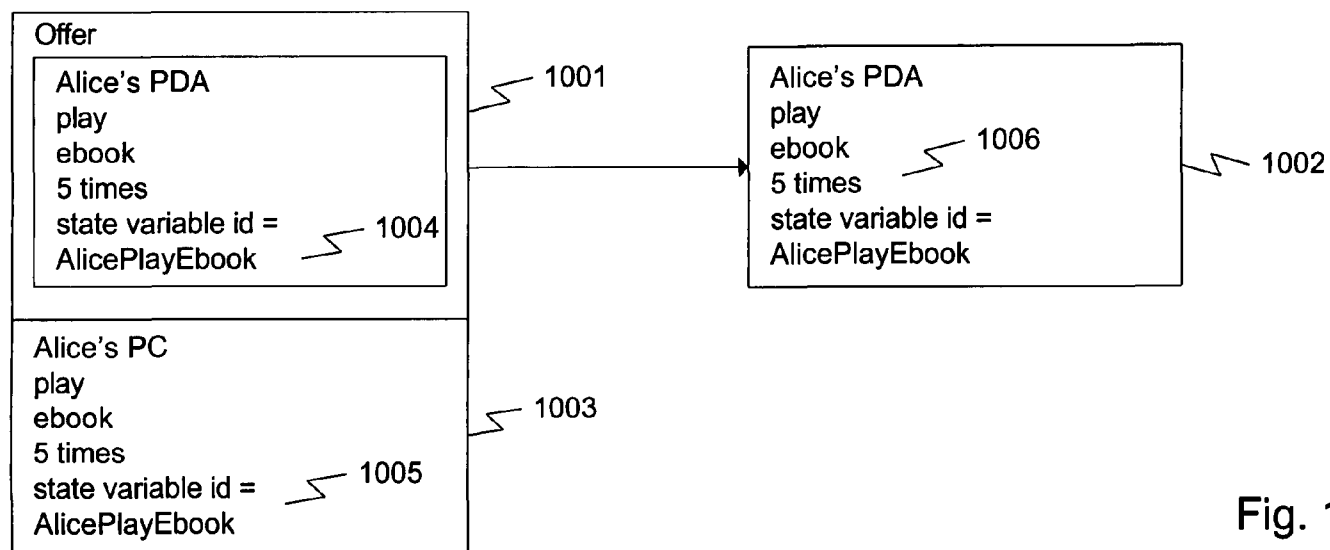 Offer
Alice's PDA
play
ebook
5 times
state variable id =
AlicePlayEbook
1001
1004
Alice's PC
play
ebook
5 times
state variable id =
AlicePlayEbook
1003
1005
Alice's PDA
play
ebook
5 times
state variable id =
AlicePlayEbook
1006
1002
Fig.